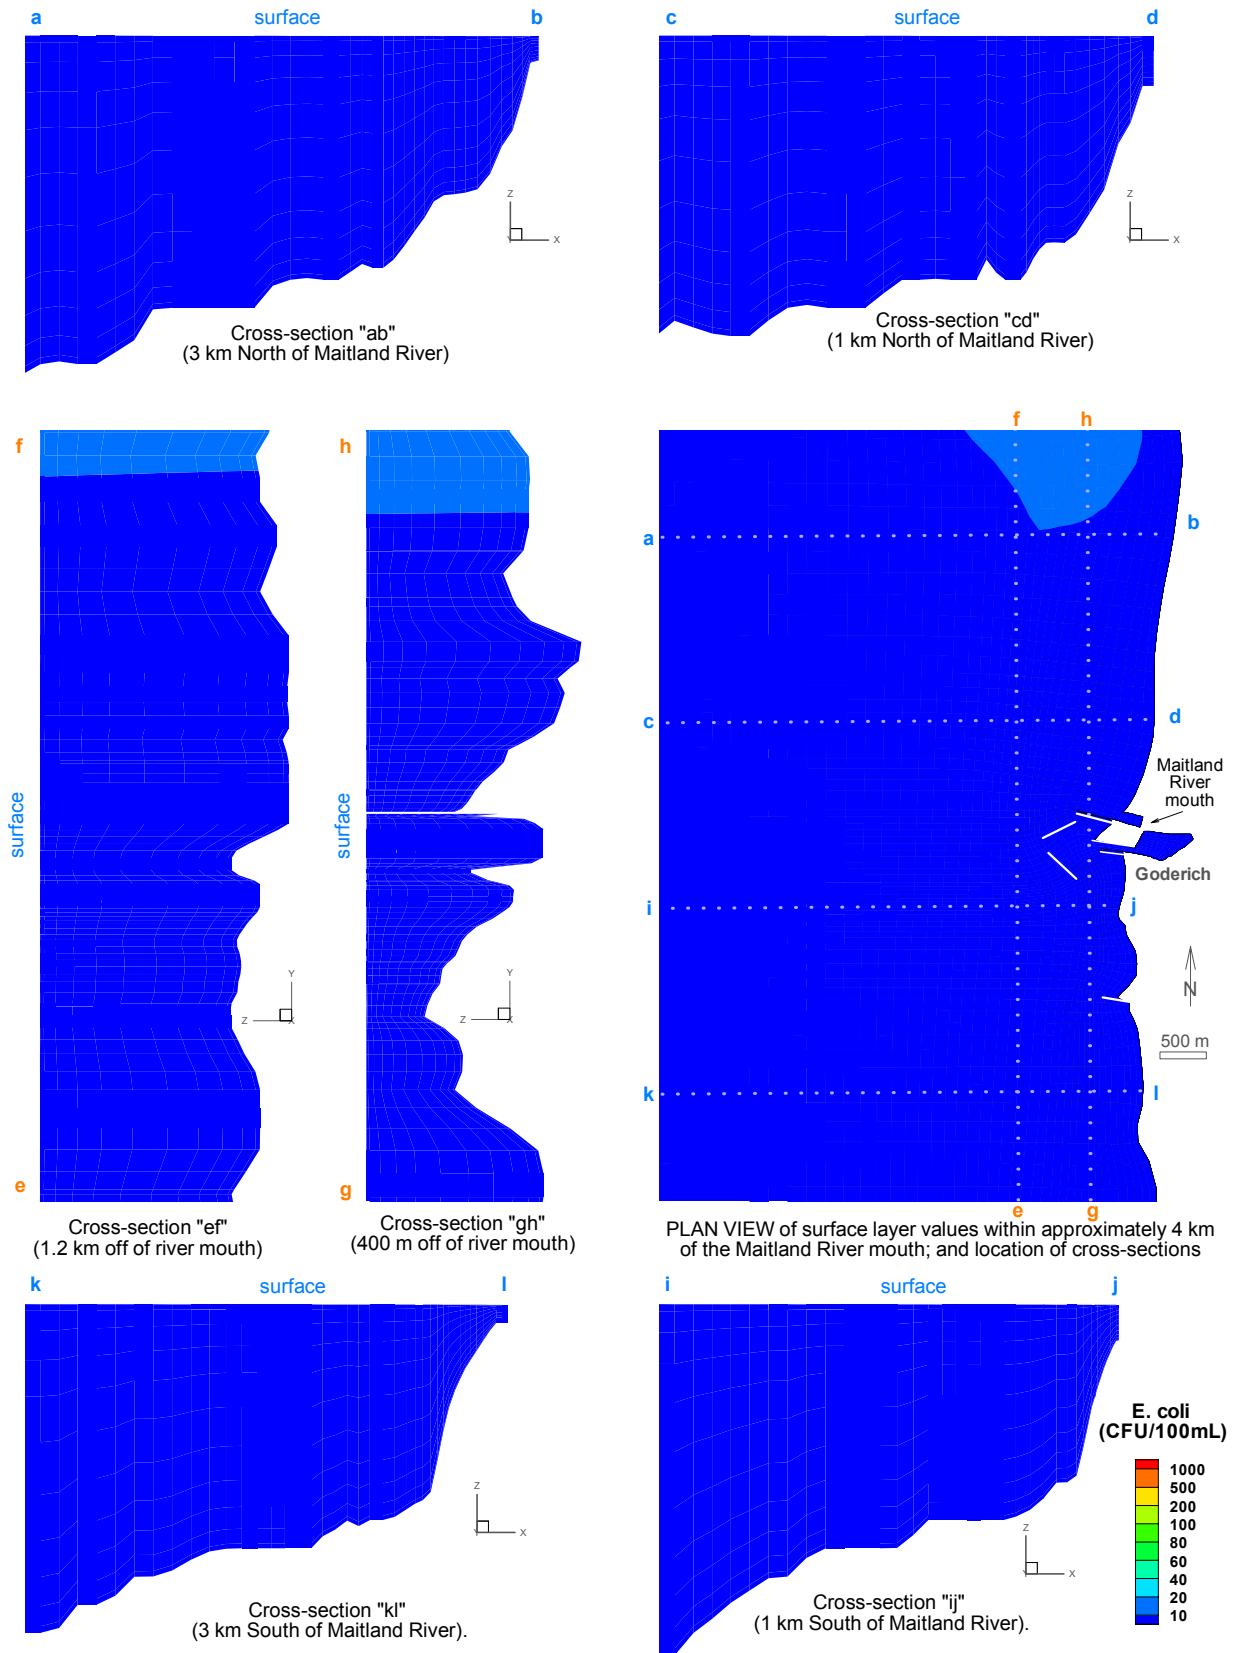 a surface b
c surface d
Z
X
Z
Y X
Cross-section "ab"
(3 km North of Maitland River)
Cross-section "cd"
(1 km North of Maitland River)
f
h
f h
a b
c d
Maitland
River
mouth
Goderich
i j
N
500 m
k l
e g
surface
surface
Y
Z X
Y
Z X
e
g
Cross-section "ef"
(1.2 km off of river mouth)
Cross-section "gh"
(400 m off of river mouth)
PLAN VIEW of surface layer values within approximately 4 km
of the Maitland River mouth; and location of cross-sections
k surface l
i surface j
Z
X
Z
X
Cross-section "kl"
(3 km South of Maitland River).
Cross-section "ij"
(1 km South of Maitland River).
E. coli
(CFU/100mL)
1000
500
200
100
80
60
40
20
10